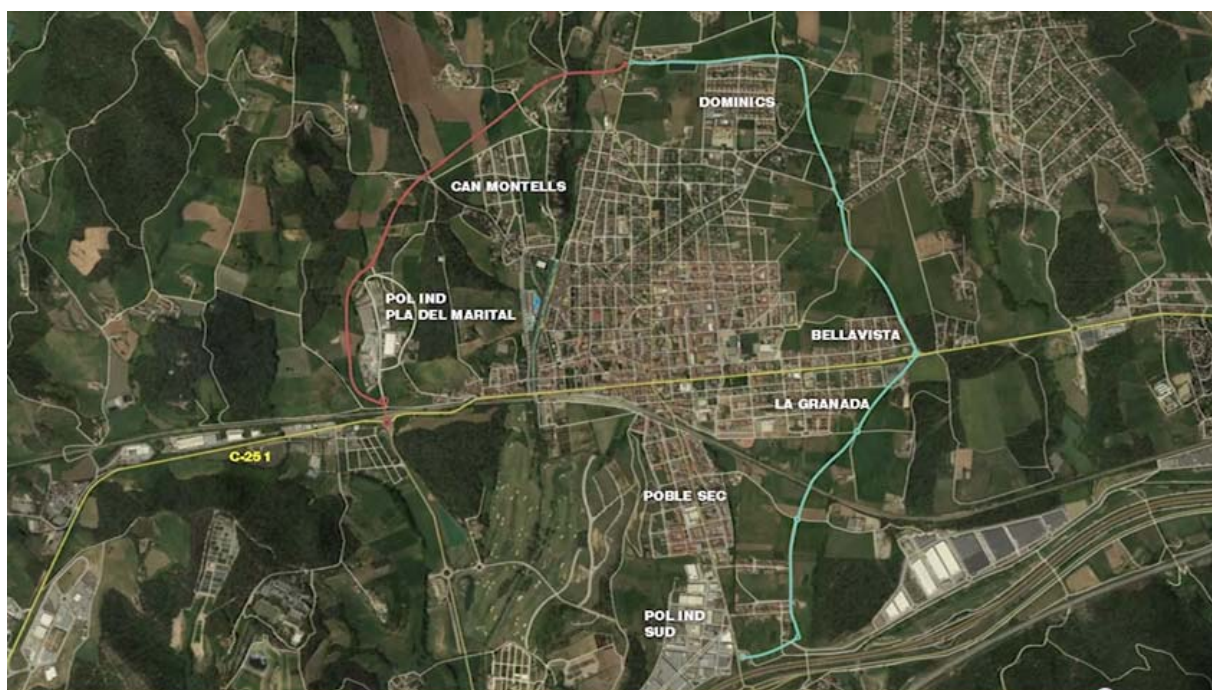 DOMINICS
CAN MONTELLS
POL IND
PLA DEL MARITAL
BELLAVISTA
LA GRANADA
C-251
POBLE SEC
POL IND
SUD